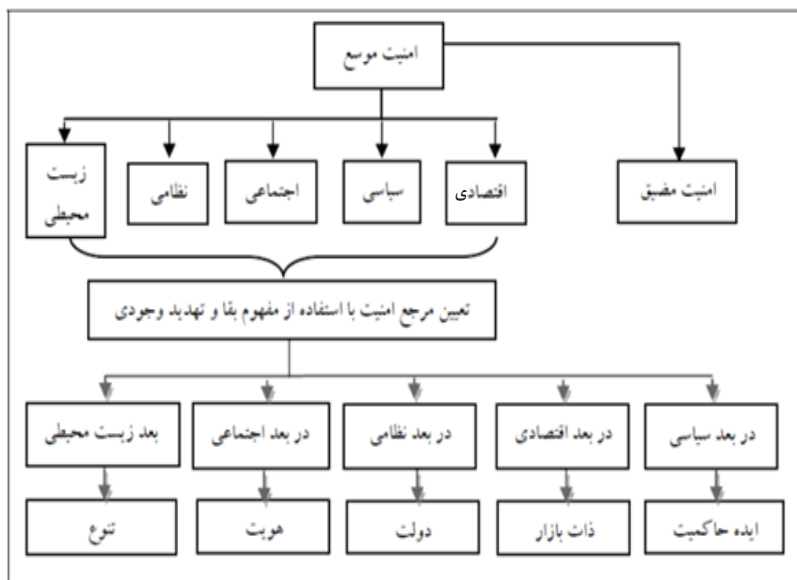 امنیت موسع
امنیت مضیق
اقتصادی
سیاسی
اجتماعی
نظامی
زیست
محیطی
تعیین مرجع امنیت با استفاده از مفهوم بقا و تهدید وجودی
در بعد سیاسی
در بعد اقتصادی
در بعد نظامی
در بعد اجتماعی
بعد زیست محیطی
ایده حاکمیت
ذات بازار
دولت
هویت
تنوع